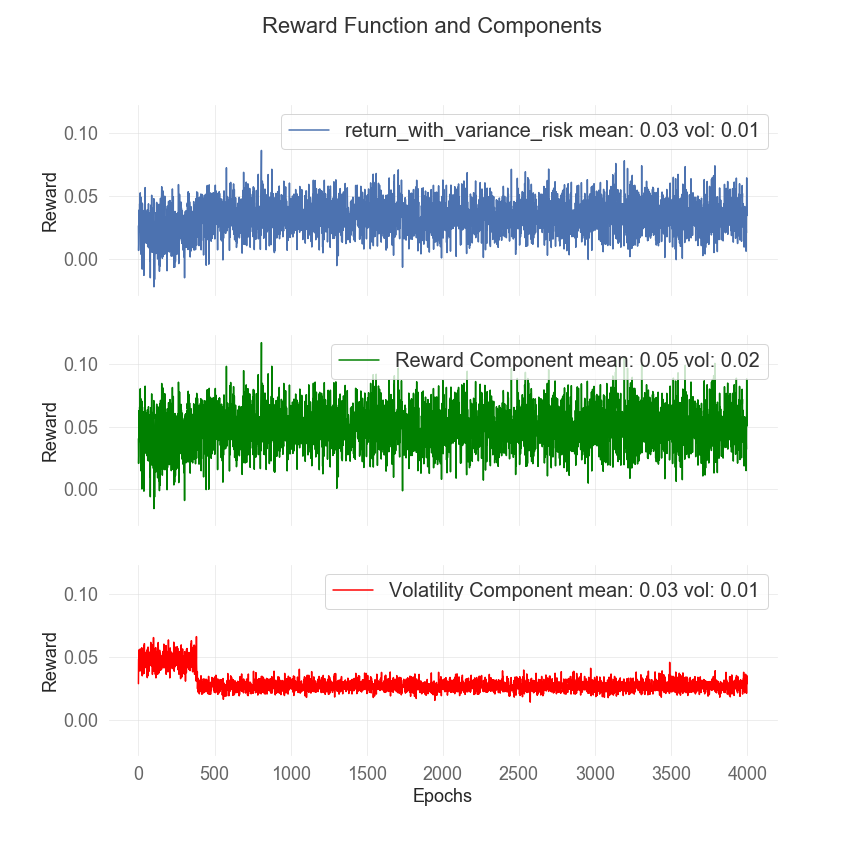 Reward Function and Components
return_with_variance_risk mean: 0.03 vol: 0.01
0.10
0.05
0.00
Reward
Reward Component mean: 0.05 vol: 0.02
0.10
0.05
0.00
Reward
Volatility Component mean: 0.03 vol: 0.01
0.10
0.05
0.00
Reward
0 500 1000 1500 2000 2500 3000 3500 4000
Epochs